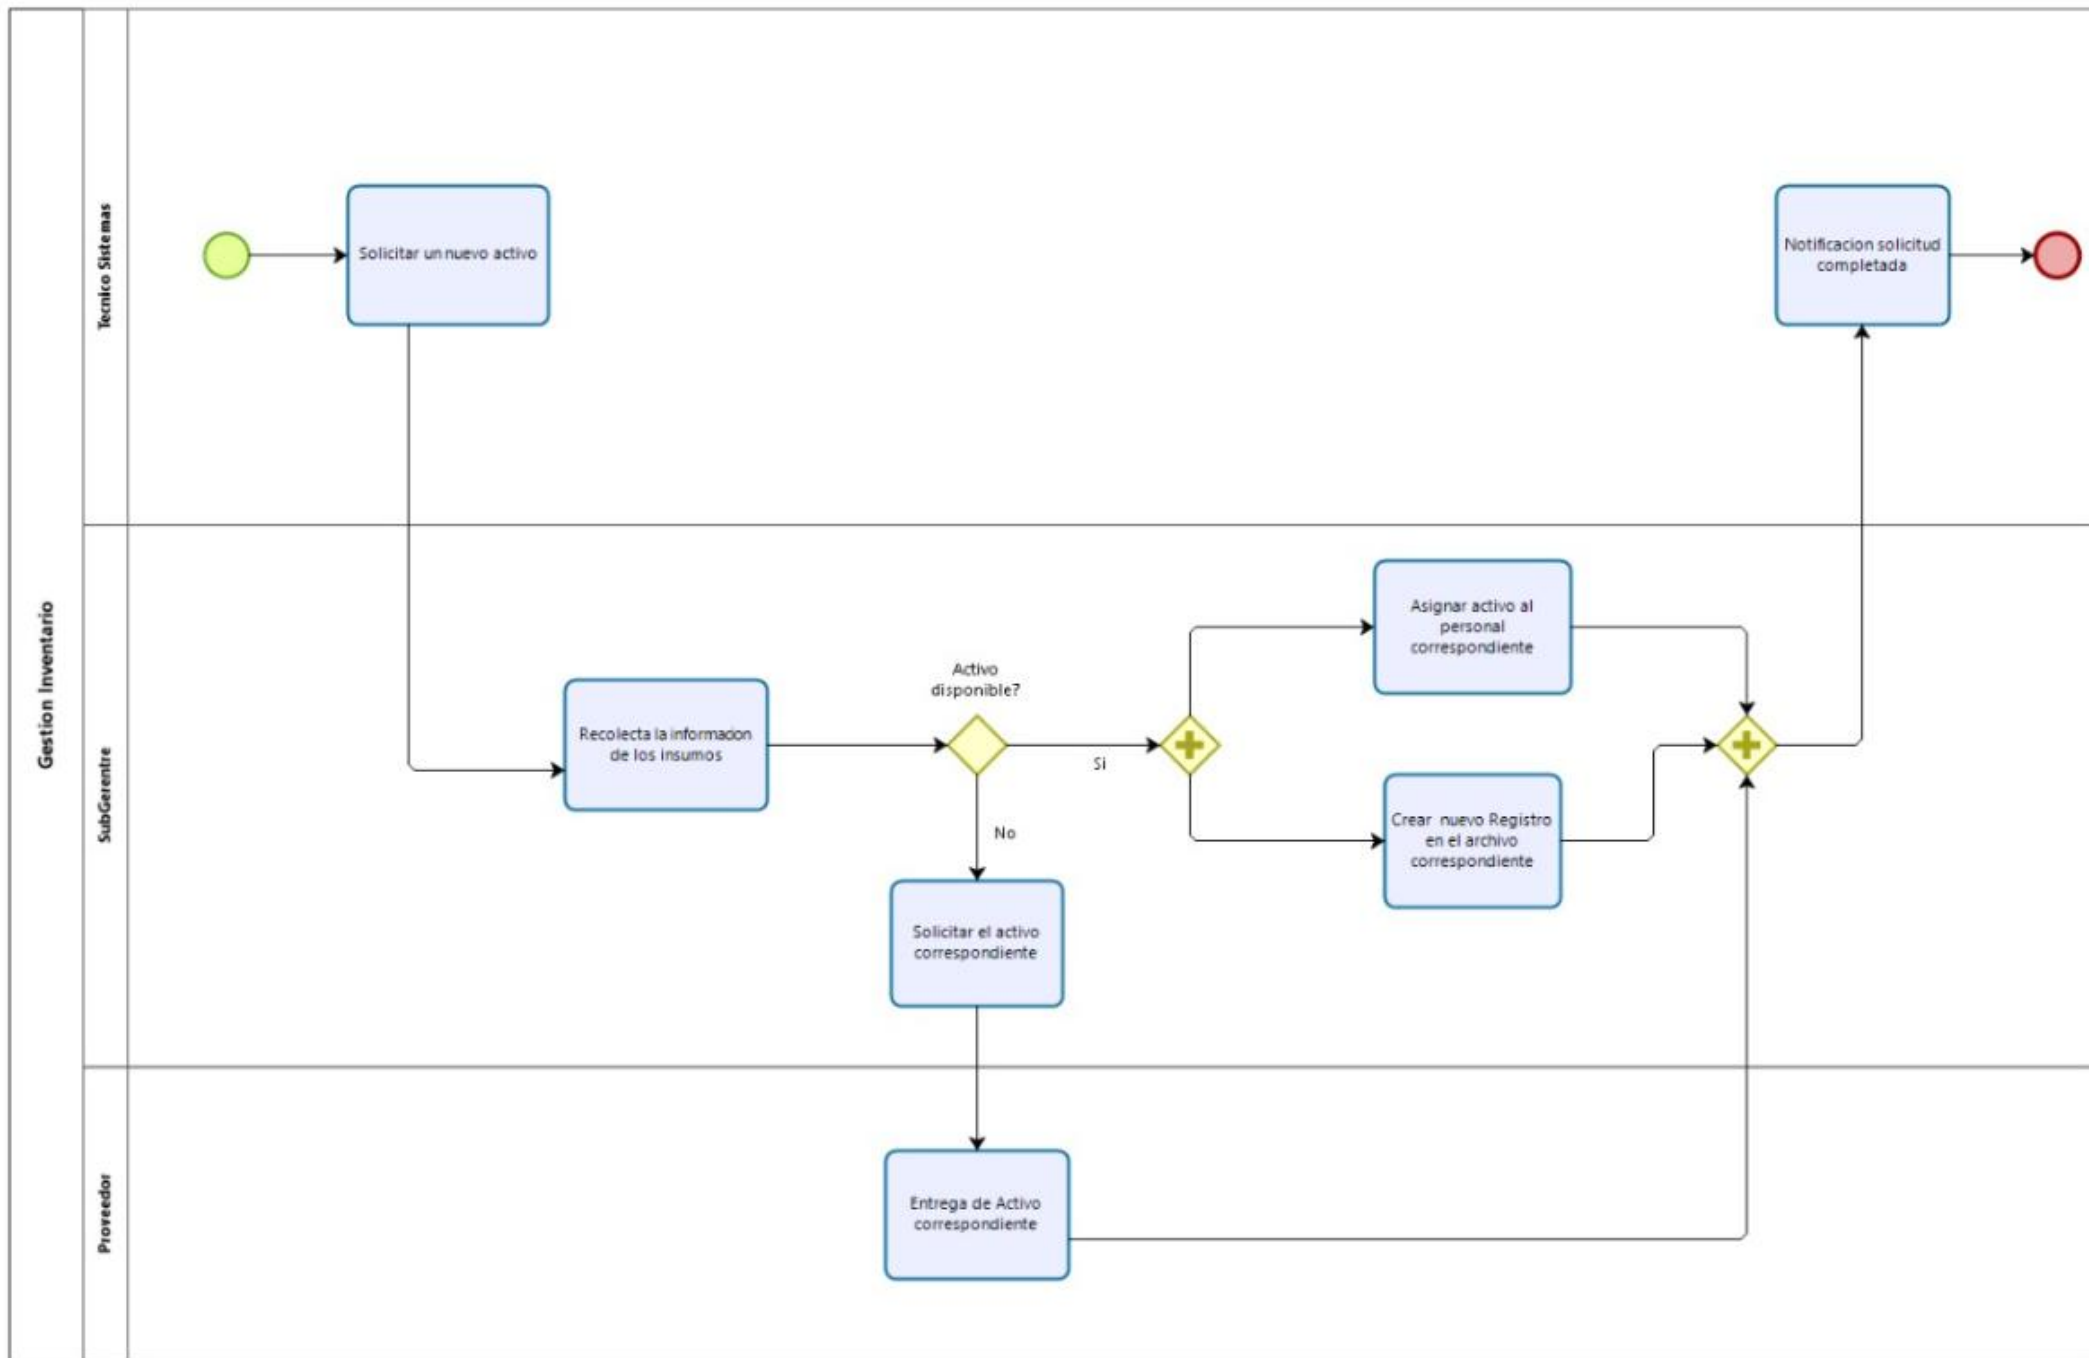 Gestion Inventario
Tecnico Sistemas
Solicitar un nuevo activo
Notificacion solicitud
completada
SubGerentre
Recolecta la informacion
de los insumos
Activo
disponible?
Si
No
Asignar activo al
personal
correspondiente
Crear nuevo Registro
en el archivo
correspondiente
Solicitar el activo
correspondiente
Proveedor
Entrega de Activo
correspondiente